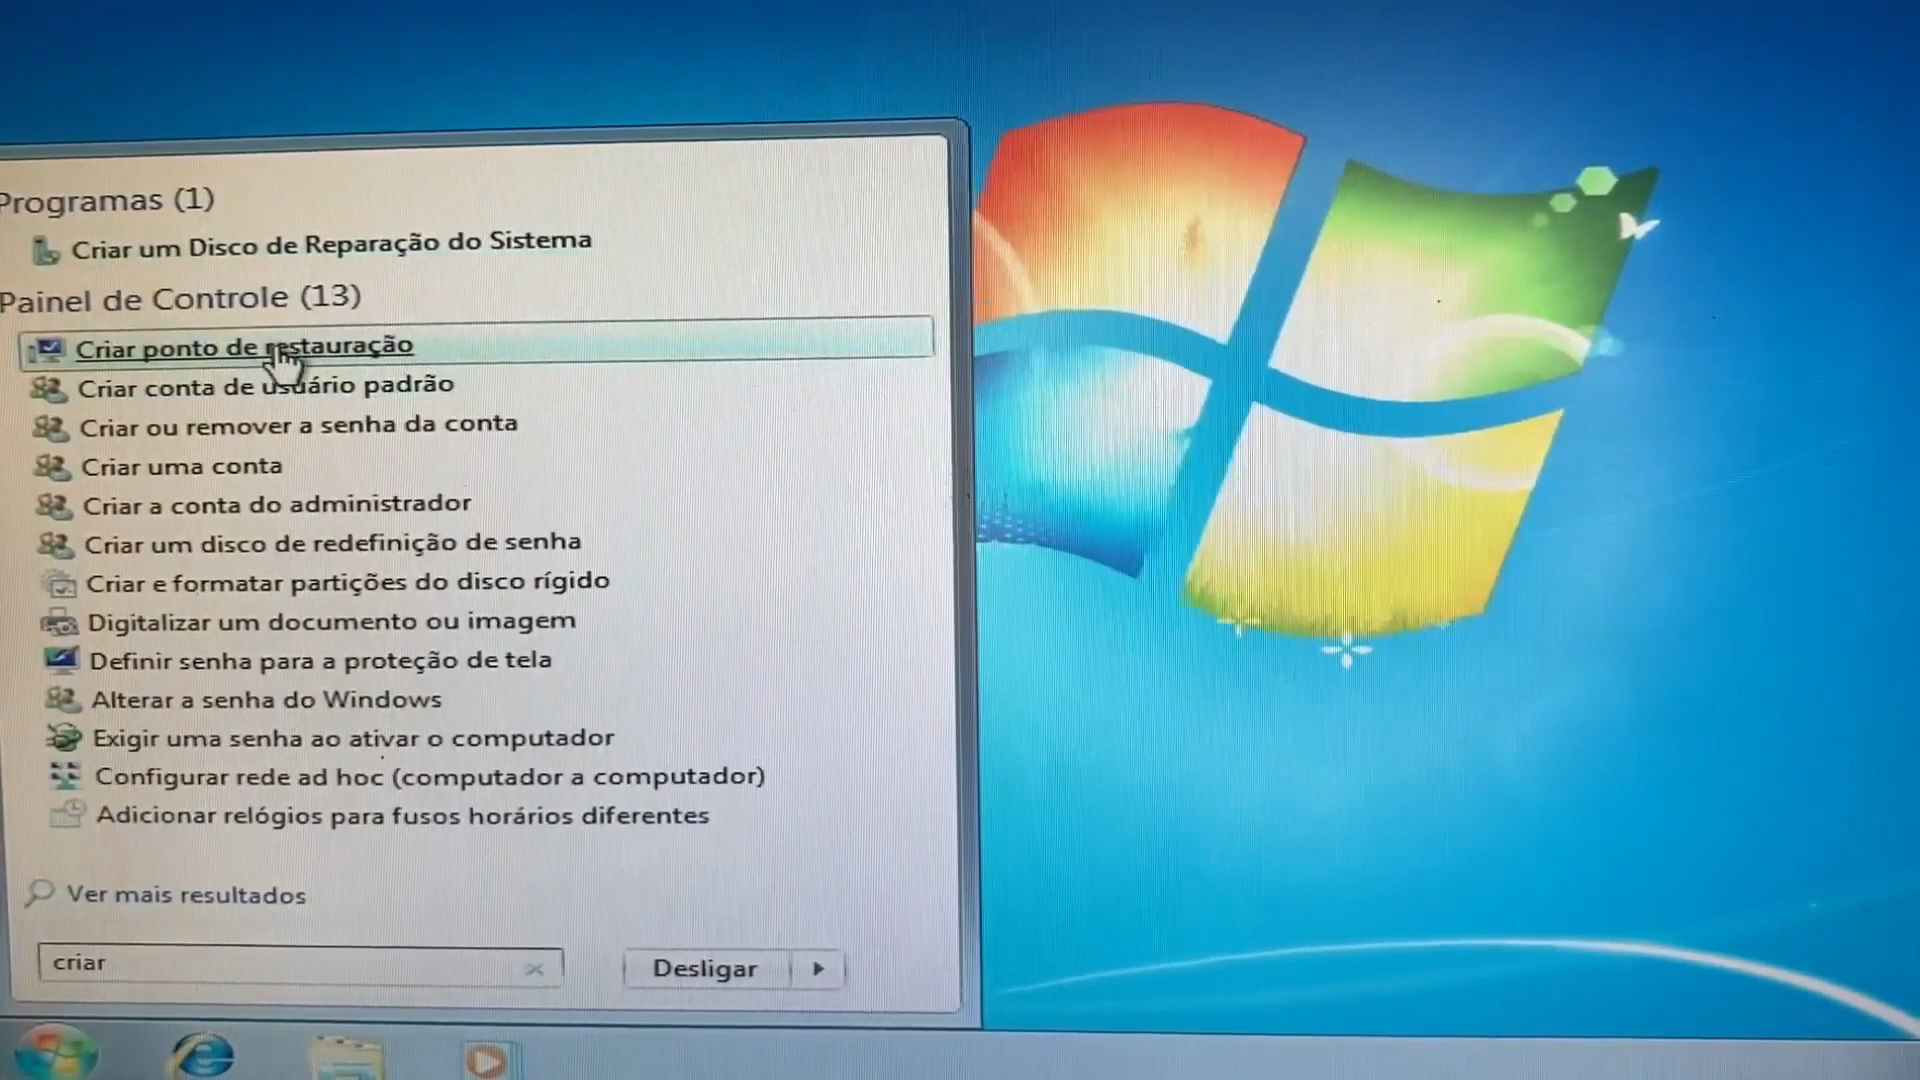 Programas (1)
Criar um Disco de Reparação do Sistema
Painel de Controle (13)
Criar ponto de restauração
Criar conta de usuário padrão
Criar ou remover a senha da conta
Criar uma conta
Criar a conta do administrador
Criar um disco de redefinição de senha
Criar e formatar partições do disco rígido
Digitalizar um documento ou imagem
Definir senha para a proteção de tela
Alterar a senha do Windows
Exigir uma senha ao ativar o computador
Configurar rede ad hoc (computador a computador)
Adicionar relógios para fusos horários diferentes
Ver mais resultados
criar
Desligar